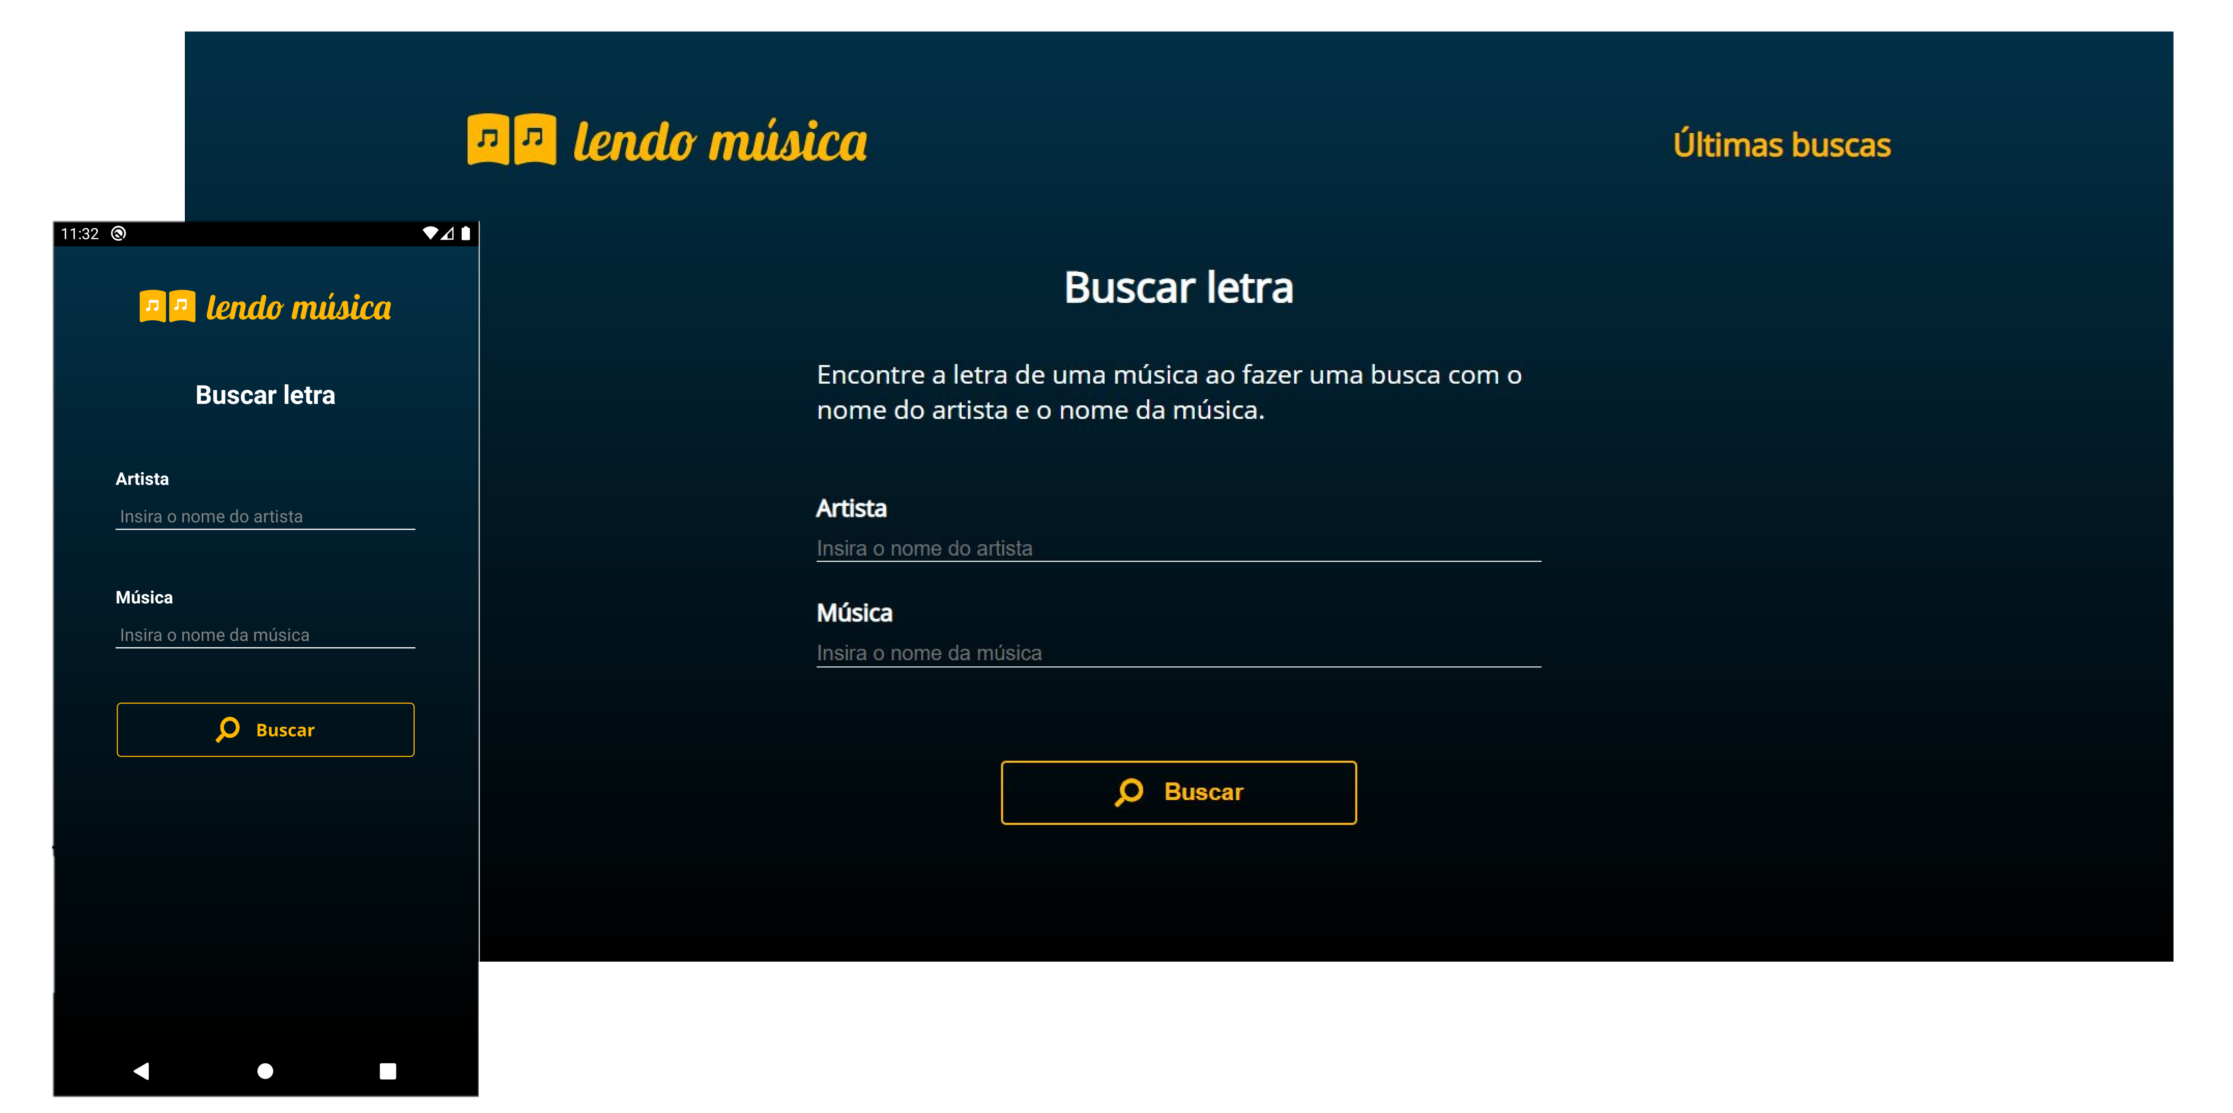 lendo música
Últimas buscas
Buscar letra
Encontre a letra de uma música ao fazer uma busca com o
nome do artista e o nome da música.
Artista
Insira o nome do artista
Música
Insira o nome da música
Buscar
11:32
lendo música
Buscar letra
Artista
Insira o nome do artista
Música
Insira o nome da música
Buscar